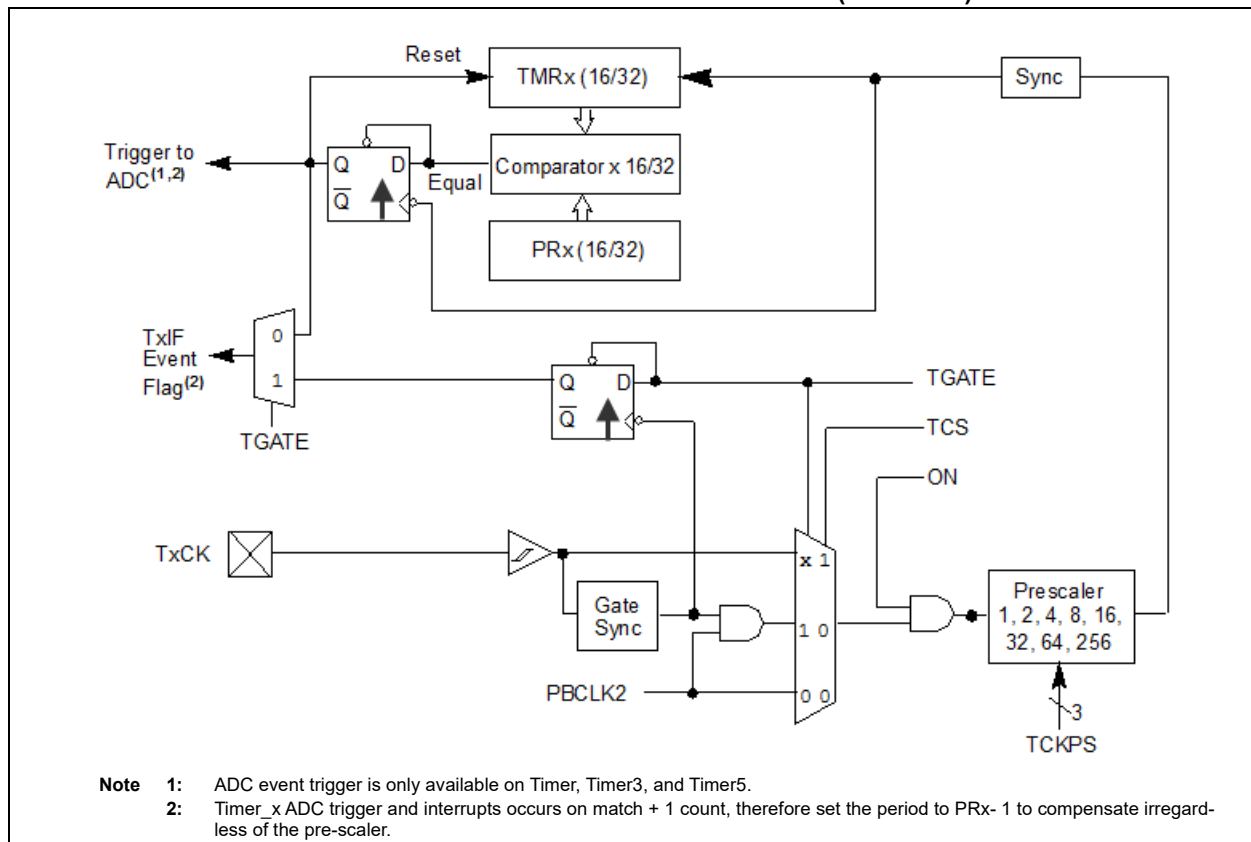 Reset
TMRx (16/32)
Sync
Trigger to
ADC(1,2)
Q D
Q
Equal
Comparator x 16/32
PRx (16/32)
TxIF
Event
Flag(2)
0
1
TGATE
Q D
Q
TGATE
TCS
ON
TxCK
x 1
Gate
Sync
1 0
Prescaler
1, 2, 4, 8, 16,
32, 64, 256
PBCLK2
0 0
3
TCKPS
Note 1: ADC event trigger is only available on Timer, Timer3, and Timer5.
2: Timer_x ADC trigger and interrupts occurs on match + 1 count, therefore set the period to PRx- 1 to compensate irregard-
less of the pre-scaler.